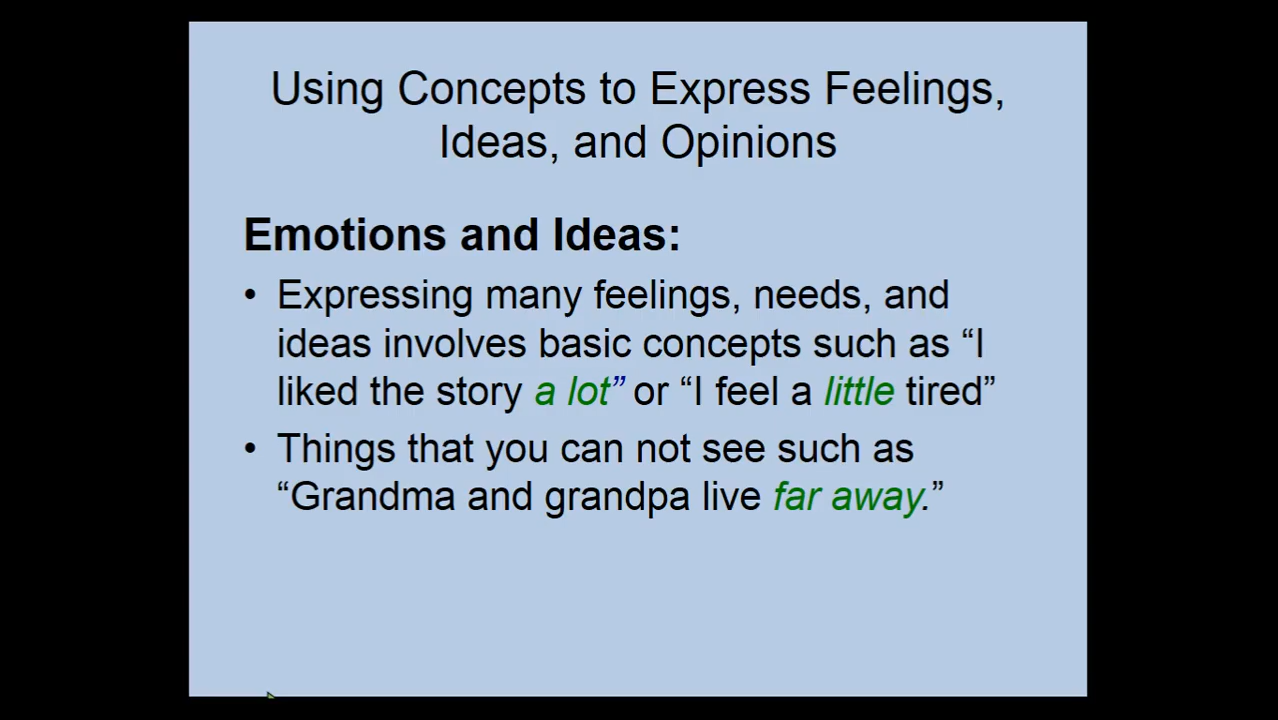 Using Concepts to Express Feelings,
Ideas, and Opinions
Emotions and Ideas:
• Expressing many feelings, needs, and
ideas involves basic concepts such as “I
liked the story a lot” or “I feel a little tired”
• Things that you can not see such as
“Grandma and grandpa live far away.”